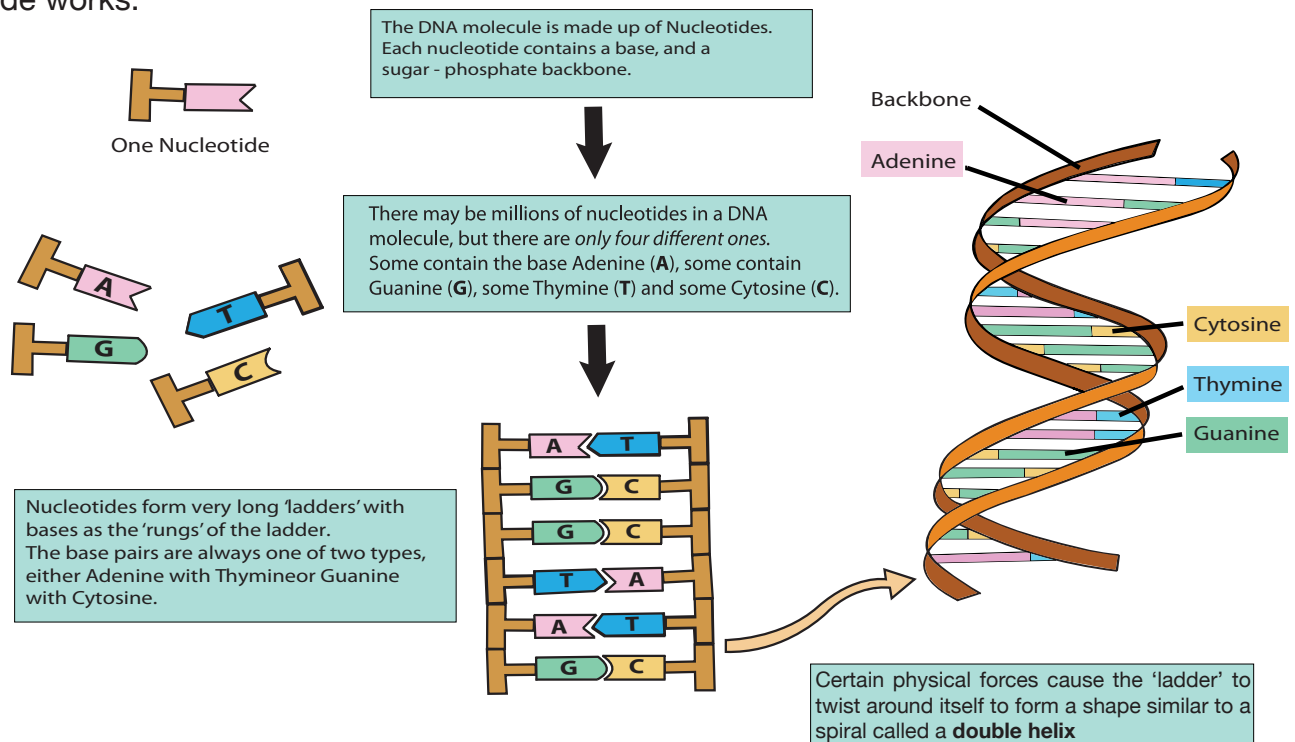 de works.
The DNA molecule is made up of Nucleotides.
Each nucleotide contains a base, and a
sugar - phosphate backbone.
One Nucleotide
There may be millions of nucleotides in a DNA
molecule, but there are only four different ones.
Some contain the base Adenine (A), some contain
Guanine (G), some Thymine (T) and some Cytosine (C).
A
T
G
C
Nucleotides form very long ‘ladders’ with
bases as the ‘rungs’ of the ladder.
The base pairs are always one of two types,
either Adenine with Thymineor Guanine
with Cytosine.
A T
G C
G C
T A
A T
G C
Backbone
Adenine
Cytosine
Thymine
Guanine
Certain physical forces cause the ‘ladder’ to
twist around itself to form a shape similar to a
spiral called a double helix